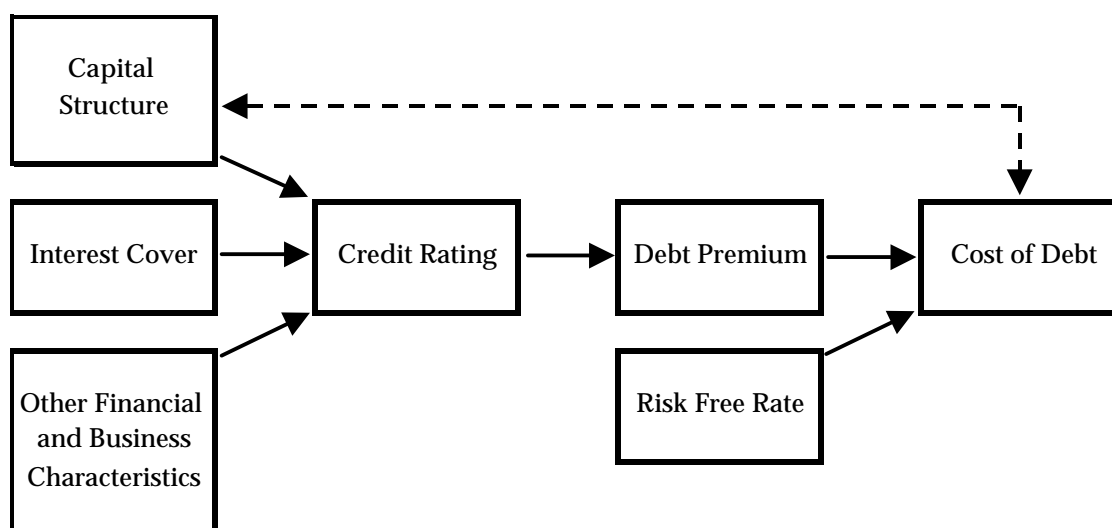 Capital
Structure
Interest Cover
Credit Rating
Debt Premium
Cost of Debt
Other Financial
and Business
Characteristics
Risk Free Rate